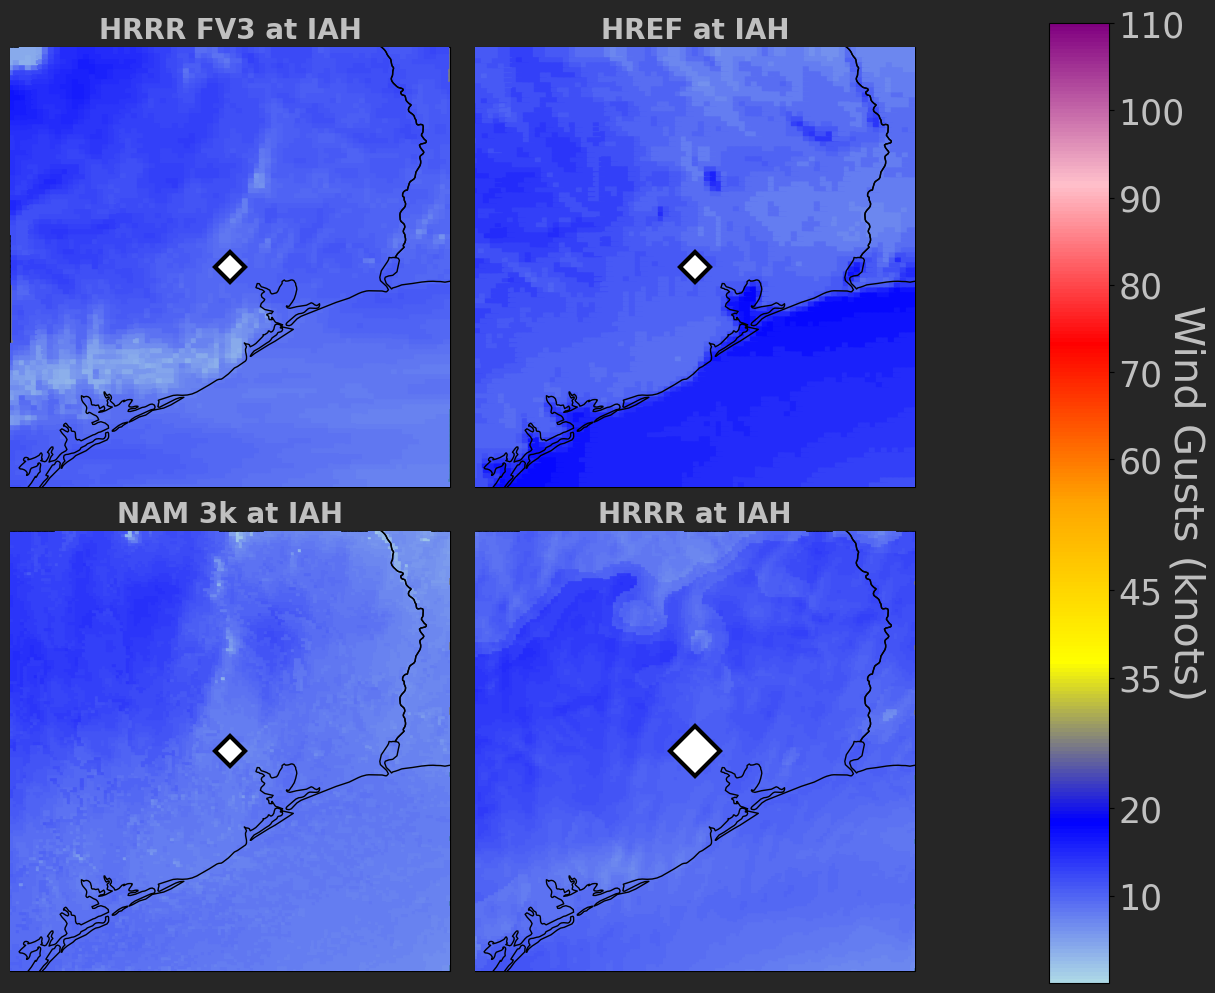 HRRR FV3 at IAH
HREF at IAH
NAM 3k at IAH
HRRR at IAH
110
100
90
80
70
60
45
35
20
10
Wind Gusts (knots)